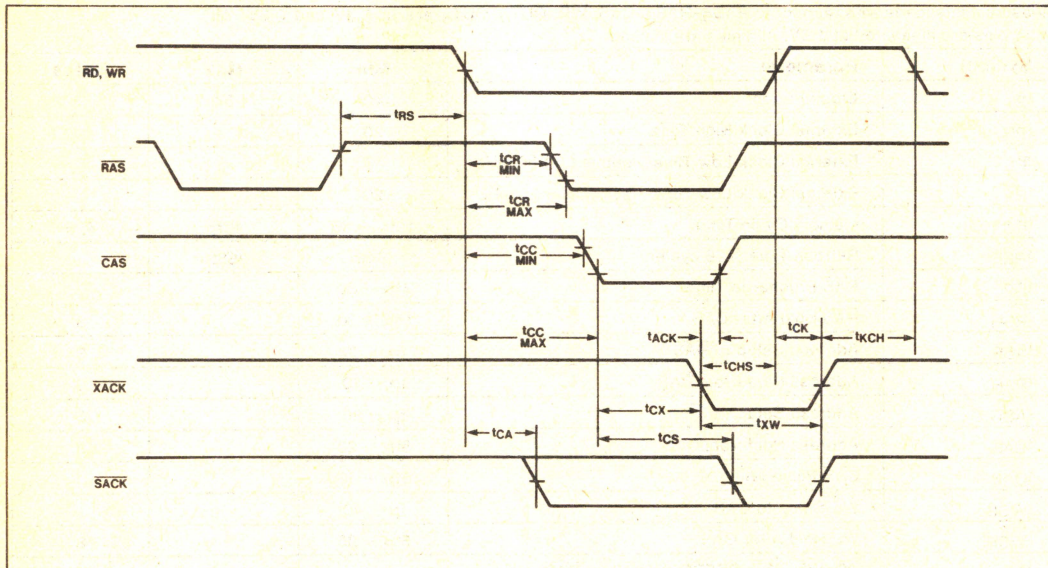 RD, WR
tRS
RAS
tCR
MIN
tCR
MAX
CAS
tCC
MIN
tCC
MAX
tACK
tCK
tKCH
tCHS
XACK
tCX
tXW
tCA
tCS
SACK